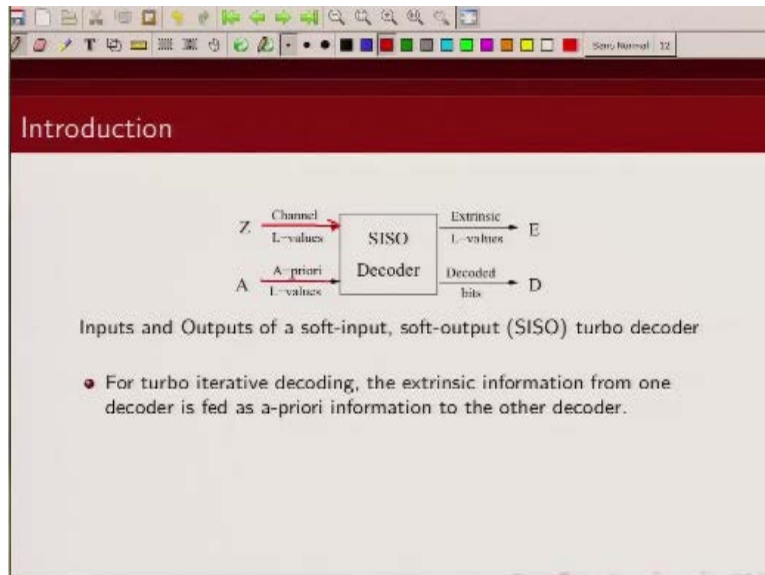 T
Sans Normal 12
Introduction
Z Channel L-values SISO Decoder Extrinsic L-values E
A A-priori L-values Decoded bits D
Inputs and Outputs of a soft-input, soft-output (SISO) turbo decoder
For turbo iterative decoding, the extrinsic information from one
decoder is fed as a-priori information to the other decoder.